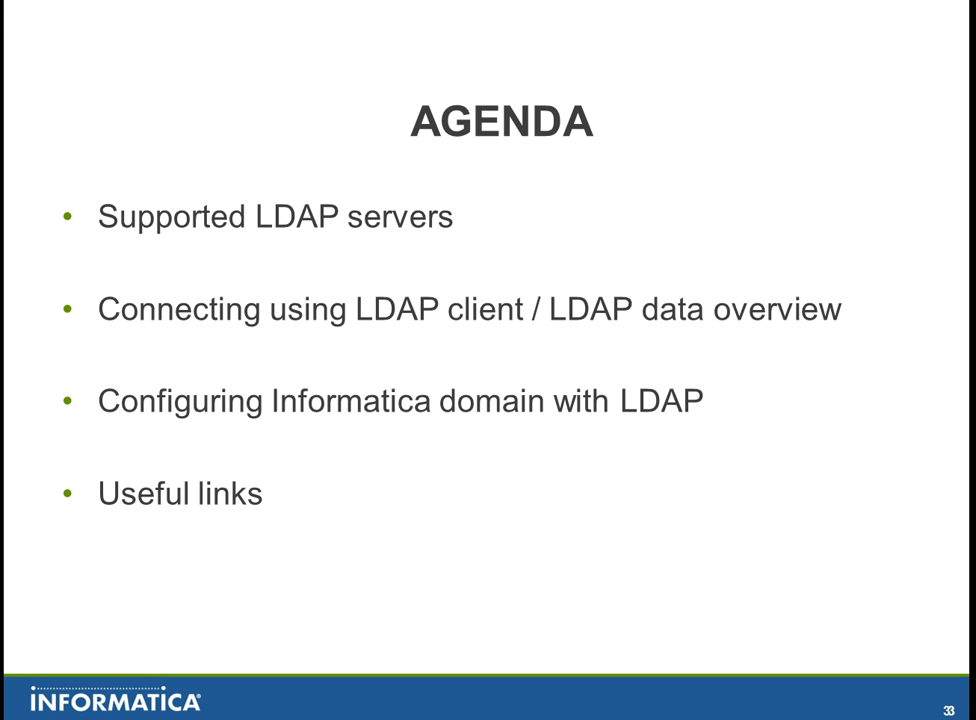 AGENDA
• Supported LDAP servers
• Connecting using LDAP client / LDAP data overview
• Configuring Informatica domain with LDAP
• Useful links
INFORMATICA®
33